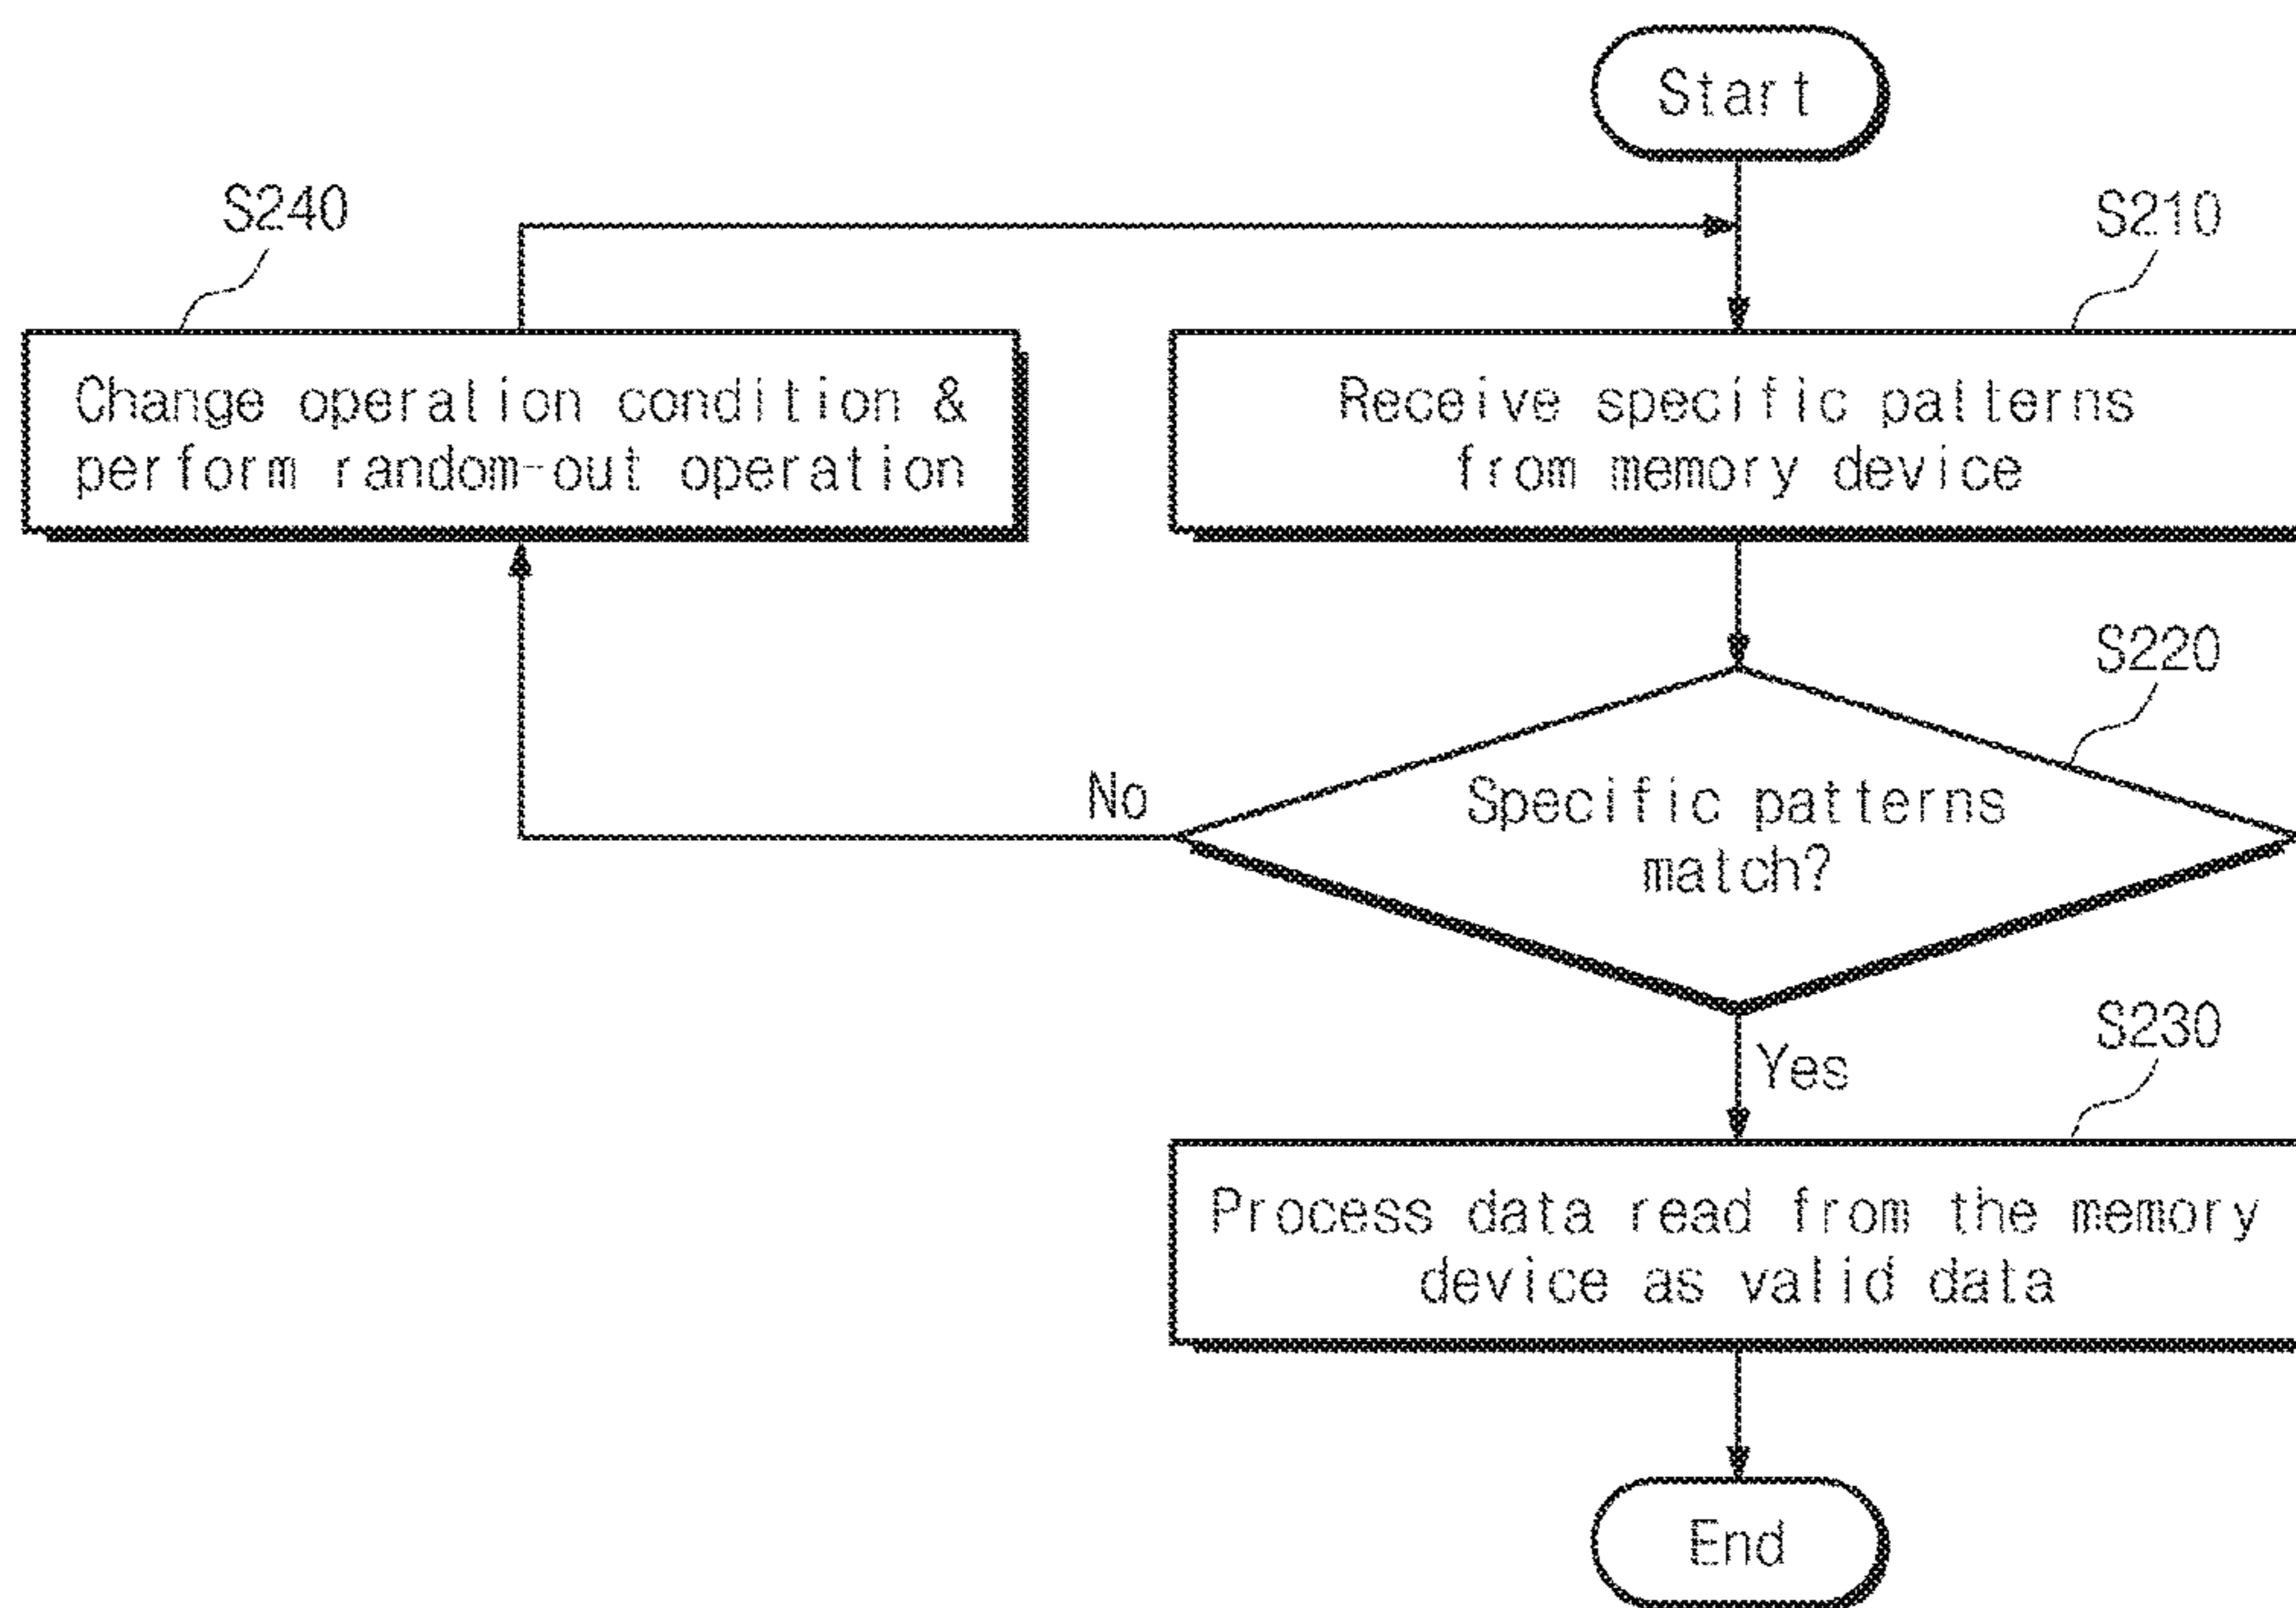 Start
S240
S210
Change operation condition &
perform random-out operation
Receive specific patterns
from memory device
S220
No
Specific patterns
match?
S230
Yes
Process data read from the memory
device as valid data
End